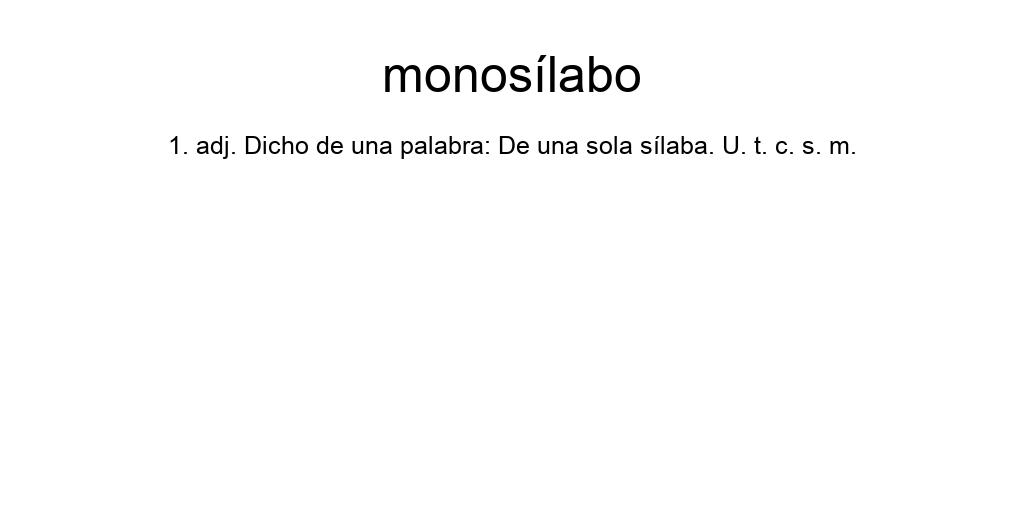 monosílabo
1. adj. Dicho de una palabra: De una sola sílaba. U. t. c. s. m.